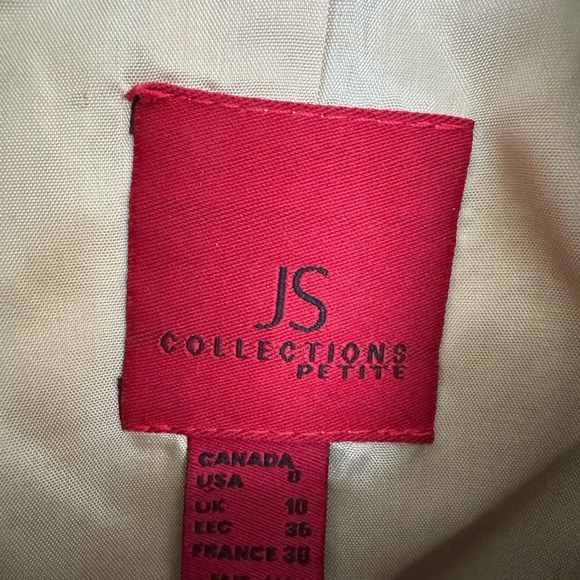 JS
COLLECTIONS
PETITE
CANADA
USA 8
UK 10
EEC 36
FRANCE 38